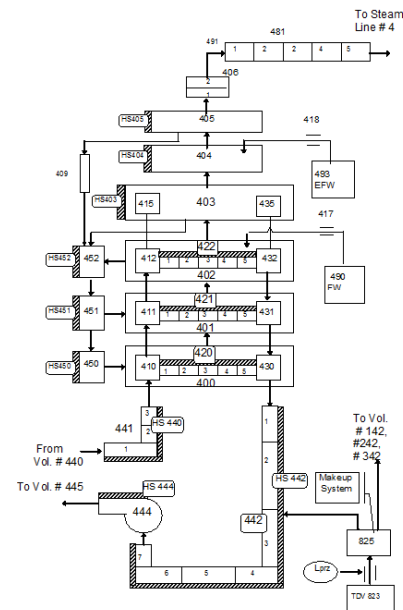 To Steam
Line # 4
481
491
1 2 2 4 5
406
2
1
HS405
405
418
HS404
404
409
493
EFW
HS403
415
403
435
417
422
HS452
452
412
1 2 3 4 5
432
402
490
FW
421
HS451
451
411
1 2 3 4 5
431
401
420
HS450
450
410
1 2 3 4 5
430
400
441
3
2
HS 440
1
1
From
Vol. # 440
To Vol.
# 142,
#242,
# 342
2
HS 442
Makeup
System
To Vol. # 445
HS 444
444
442
825
3
7
6 5 4
Lprz
TDV 823